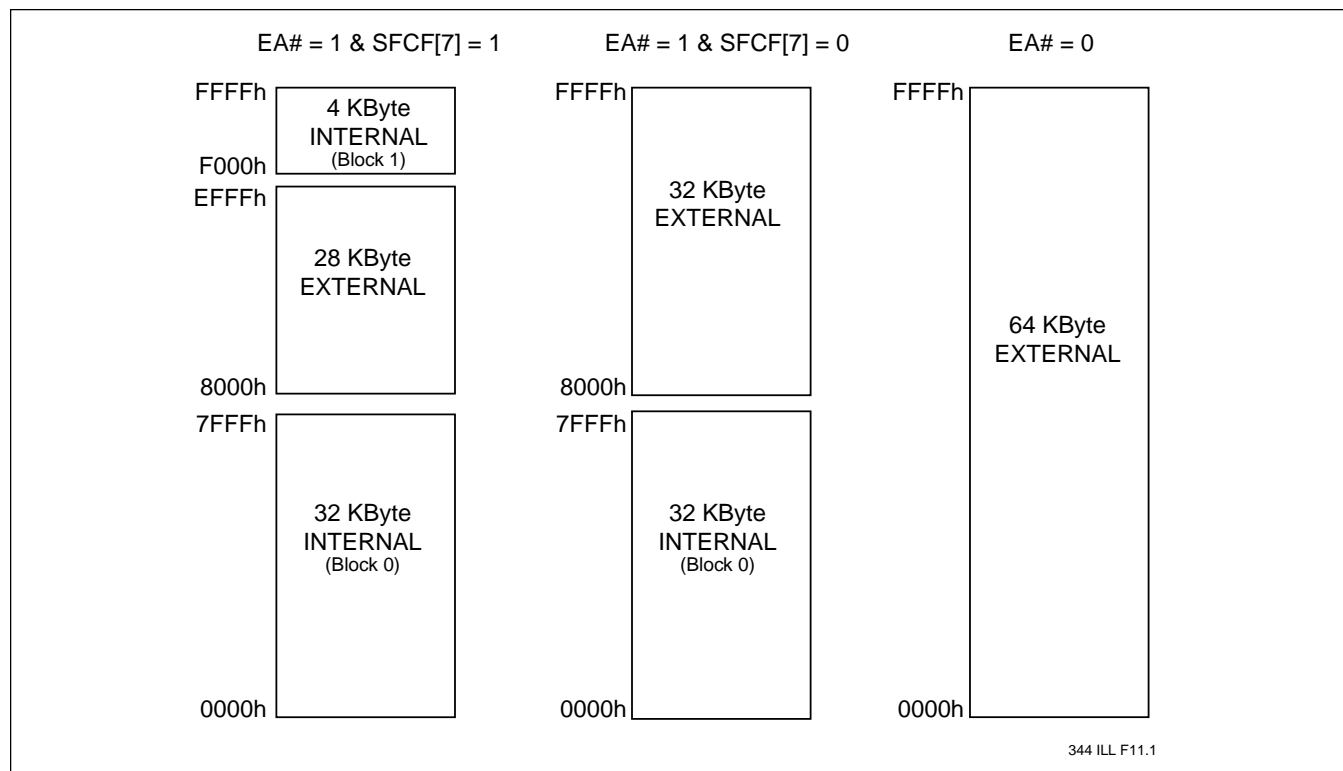 EA# = 1 & SFCF[7] = 1
FFFFh
4 KByte
INTERNAL
(Block 1)
F000h
EFFFh
28 KByte
EXTERNAL
8000h
7FFFh
32 KByte
INTERNAL
(Block 0)
0000h
EA# = 1 & SFCF[7] = 0
FFFFh
32 KByte
EXTERNAL
8000h
7FFFh
32 KByte
INTERNAL
(Block 0)
0000h
EA# = 0
FFFFh
64 KByte
EXTERNAL
0000h
344 ILL F11.1